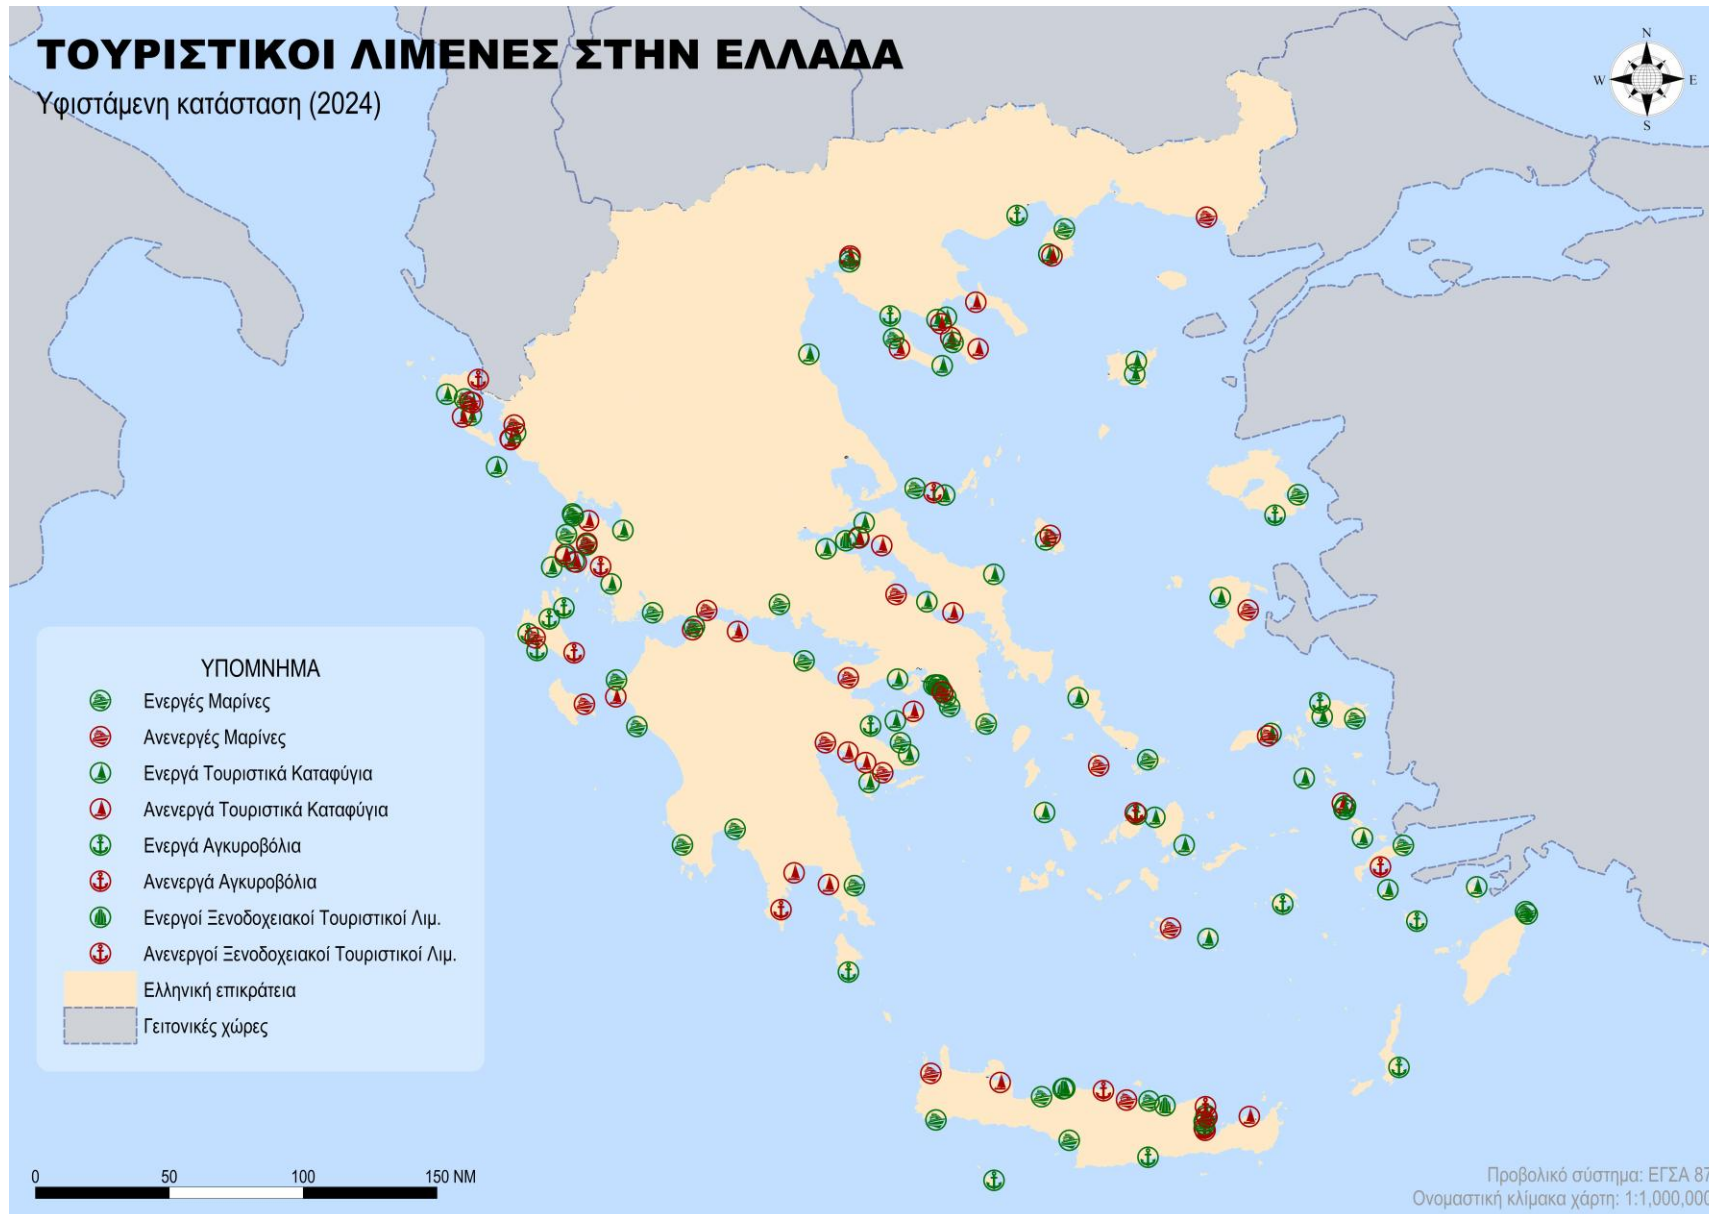 ΤΟΥΡΙΣΤΙΚΟΙ ΛΙΜΕΝΕΣ ΣΤΗΝ ΕΛΛΑΔΑ
Υφιστάμενη κατάσταση (2024)
N
W E
S
ΥΠΟΜΝΗΜΑ
Ενεργές Μαρίνες
Ανενεργές Μαρίνες
Ενεργά Τουριστικά Καταφύγια
Ανενεργά Τουριστικά Καταφύγια
Ενεργά Αγκυροβόλια
Ανενεργά Αγκυροβόλια
Ενεργοί Ξενοδοχειακοί Τουριστικοί Λιμ.
Ανενεργοί Ξενοδοχειακοί Τουριστικοί Λιμ.
Ελληνική επικράτεια
Γειτονικές χώρες
0 50 100 150 NM
Προβολικό σύστημα: ΕΓΣΑ 87
Ονομαστική κλίμακα χάρτη: 1:1,000,000